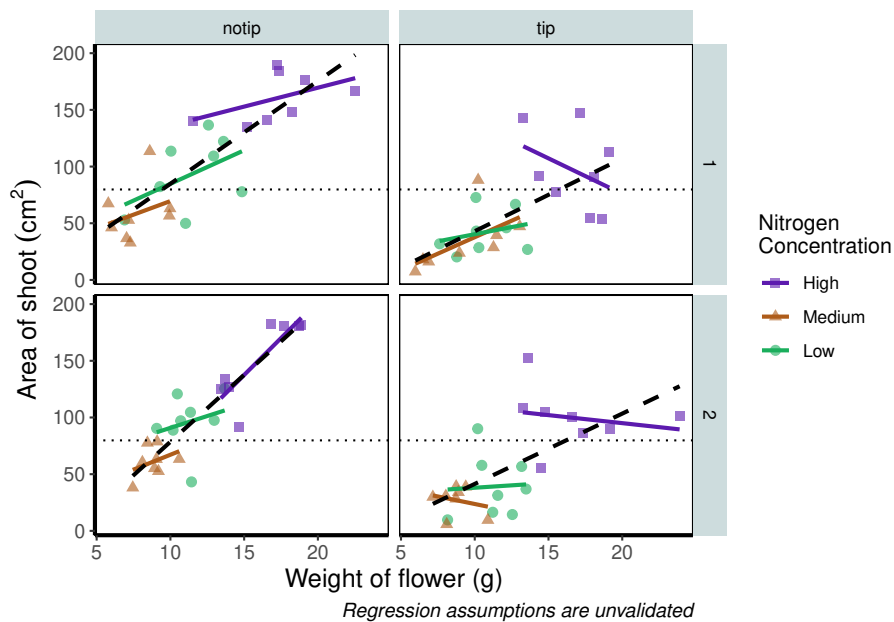 notip
tip
200
150
100
50
0
1
200
150
100
50
0
2
5
10
15
20
5
10
15
20
Area of shoot (cm²)
Weight of flower (g)
Regression assumptions are unvalidated
Nitrogen
Concentration
High
Medium
Low